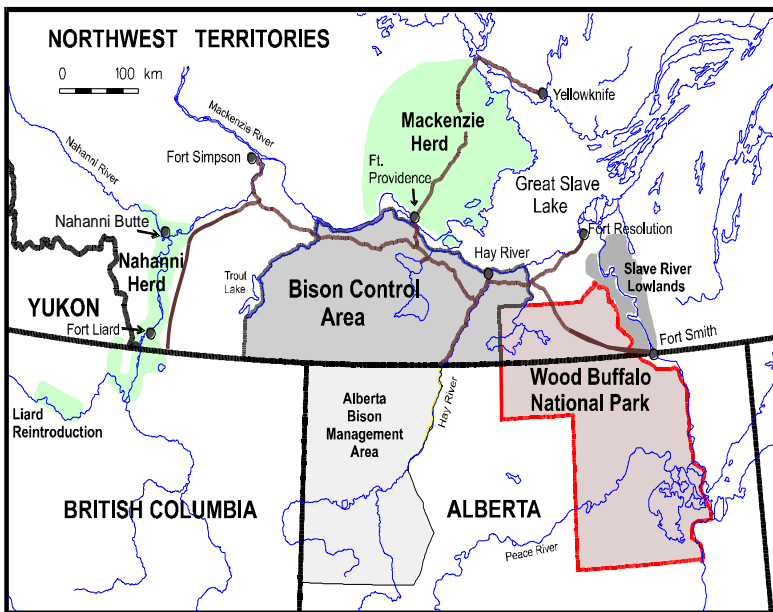 NORTHWEST TERRITORIES
0 100 km
Yellowknife
Mackenzie River
Mackenzie
Herd
Nahanni River
Fort Simpson
Ft.
Providence
Great Slave
Lake
Nahanni Butte
Fort Resolution
Hay River
Nahanni
Herd
Trout
Lake
Slave River
Lowlands
Bison Control
Area
YUKON
Fort Liard
Fort Smith
Wood Buffalo
National Park
Hay River
Alberta
Bison
Management
Area
Liard
Reintroduction
BRITISH COLUMBIA
ALBERTA
Peace River